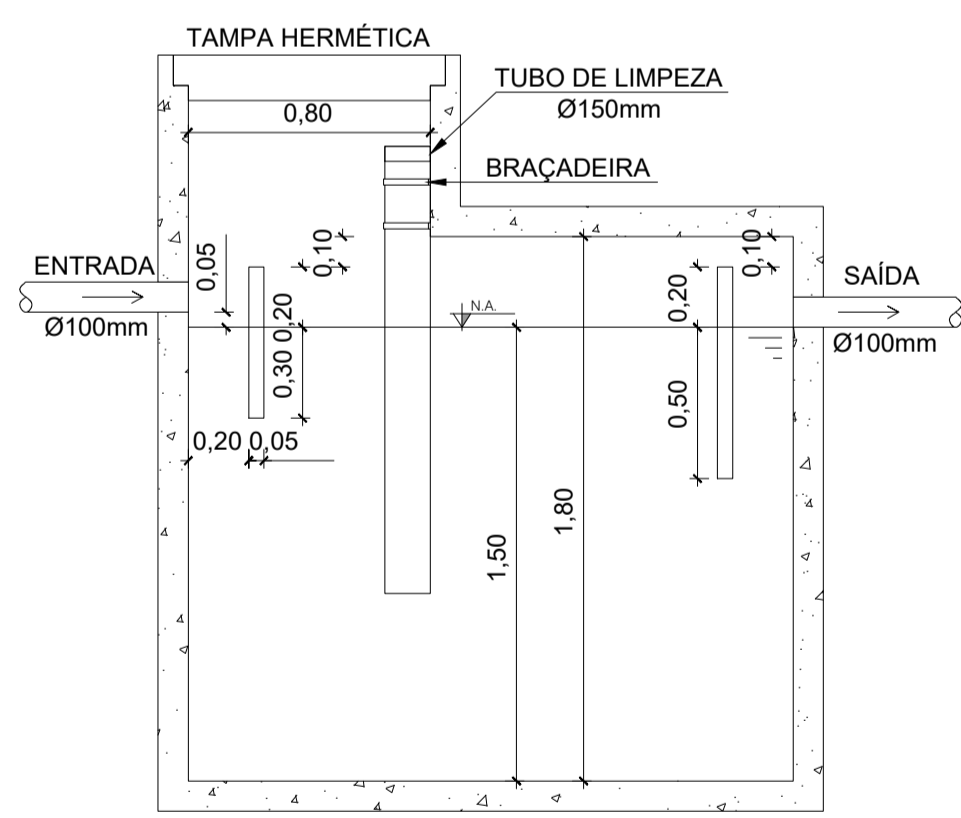 TAMPA HERMÉTICA
TUBO DE LIMPEZA
Ø150mm
0,80
BRAÇADEIRA
ENTRADA
Ø100mm
0,05
0,10
0,20
0,30
0,20 0,05
N.A.
1,50
1,80
0,10
0,20
0,50
SAÍDA
Ø100mm